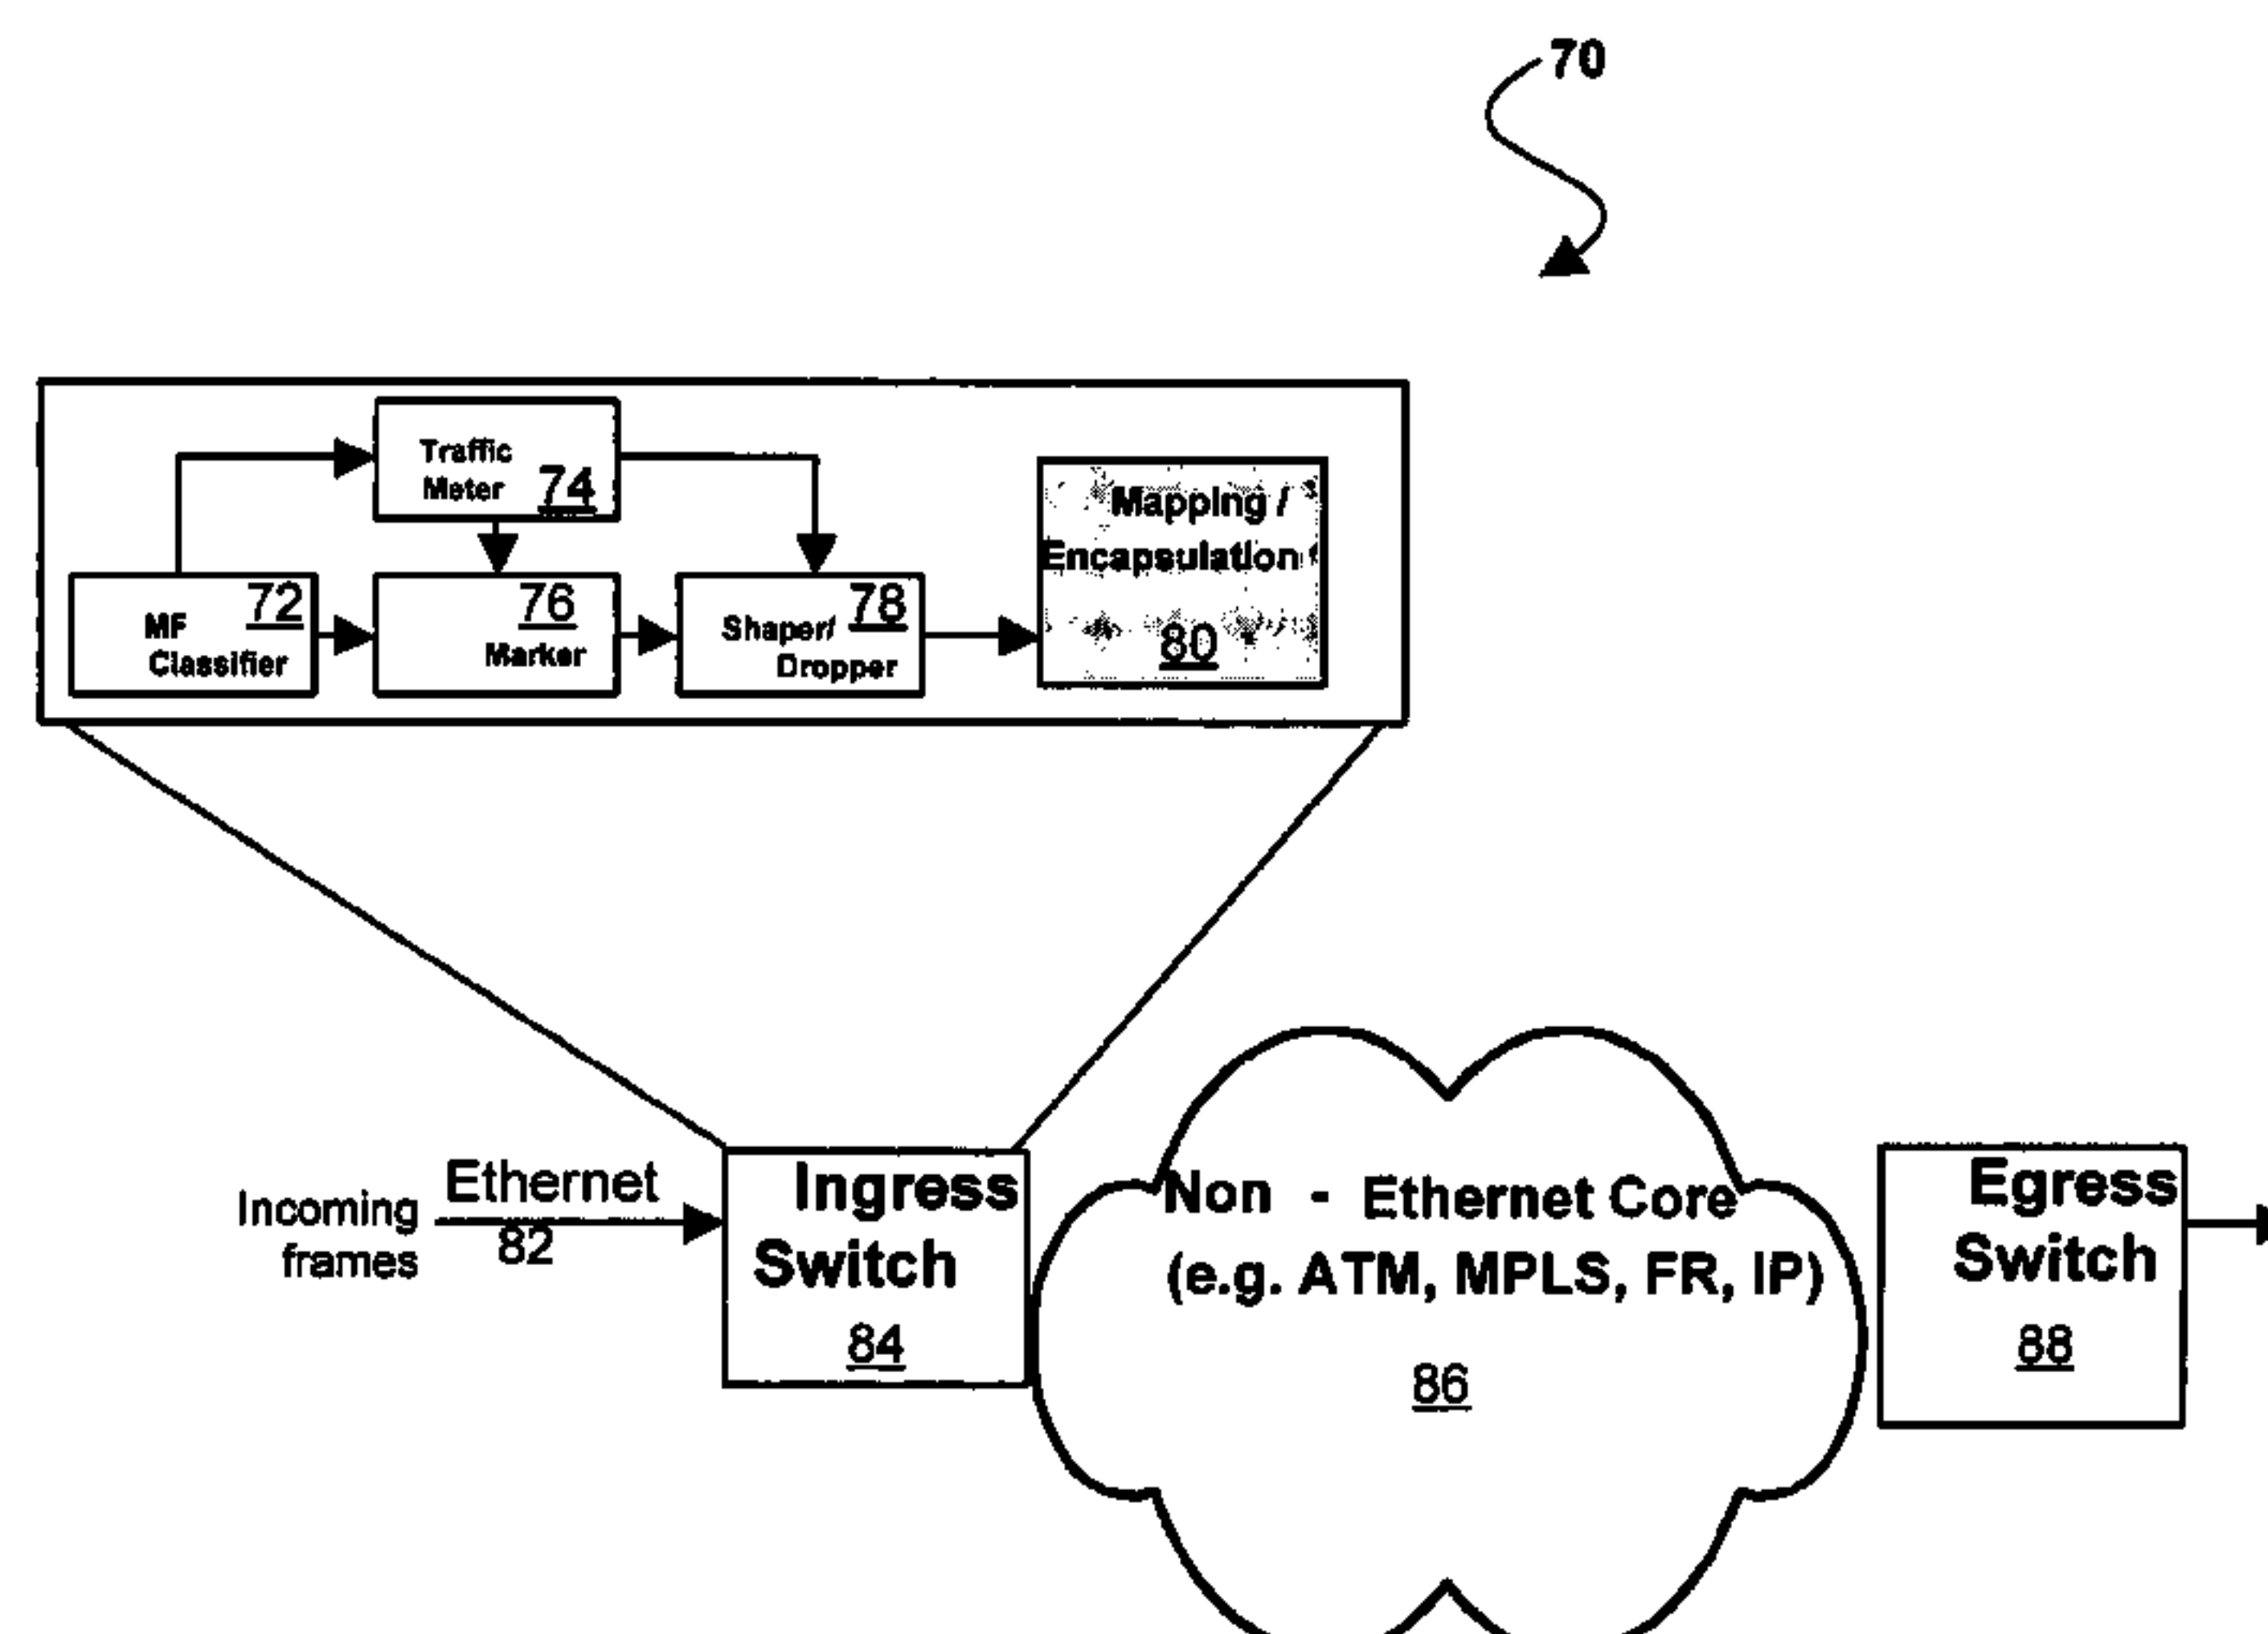 70
Traffic
Meter 74
Mapping /
Encapsulation
80
72
MF
Classifier
76
Marker
78
Shaper/
Dropper
Incoming
frames
Ethernet
82
Ingress
Switch
84
Non - Ethernet Core
(e.g. ATM, MPLS, FR, IP)
86
Egress
Switch
88